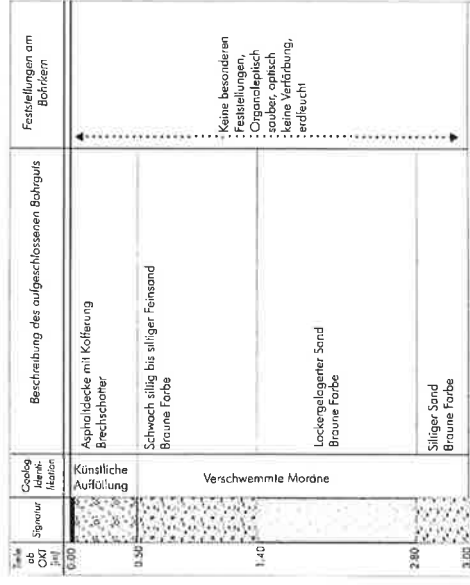 Tiefe
ab
OKT
[m]
Signatur
Geolog.
Identi-
fikation
Beschreibung des aufgeschlossenen Bohrguts
Feststellungen am
Bohrkern
0.00
Künstliche
Auffüllung
Asphaltdecke mit Kofferung
Brechschotter
0.50
Schwach siltig bis siltiger Feinsand
Braune Farbe
Verschwemmte Moräne
1.40
Lockergelagerter Sand
Braune Farbe
2.80
Siltiger Sand
Braune Farbe
3.00
Keine besonderen
Feststellungen,
Organoleptisch
sauber, optisch
keine Verfärbung,
erdfeucht